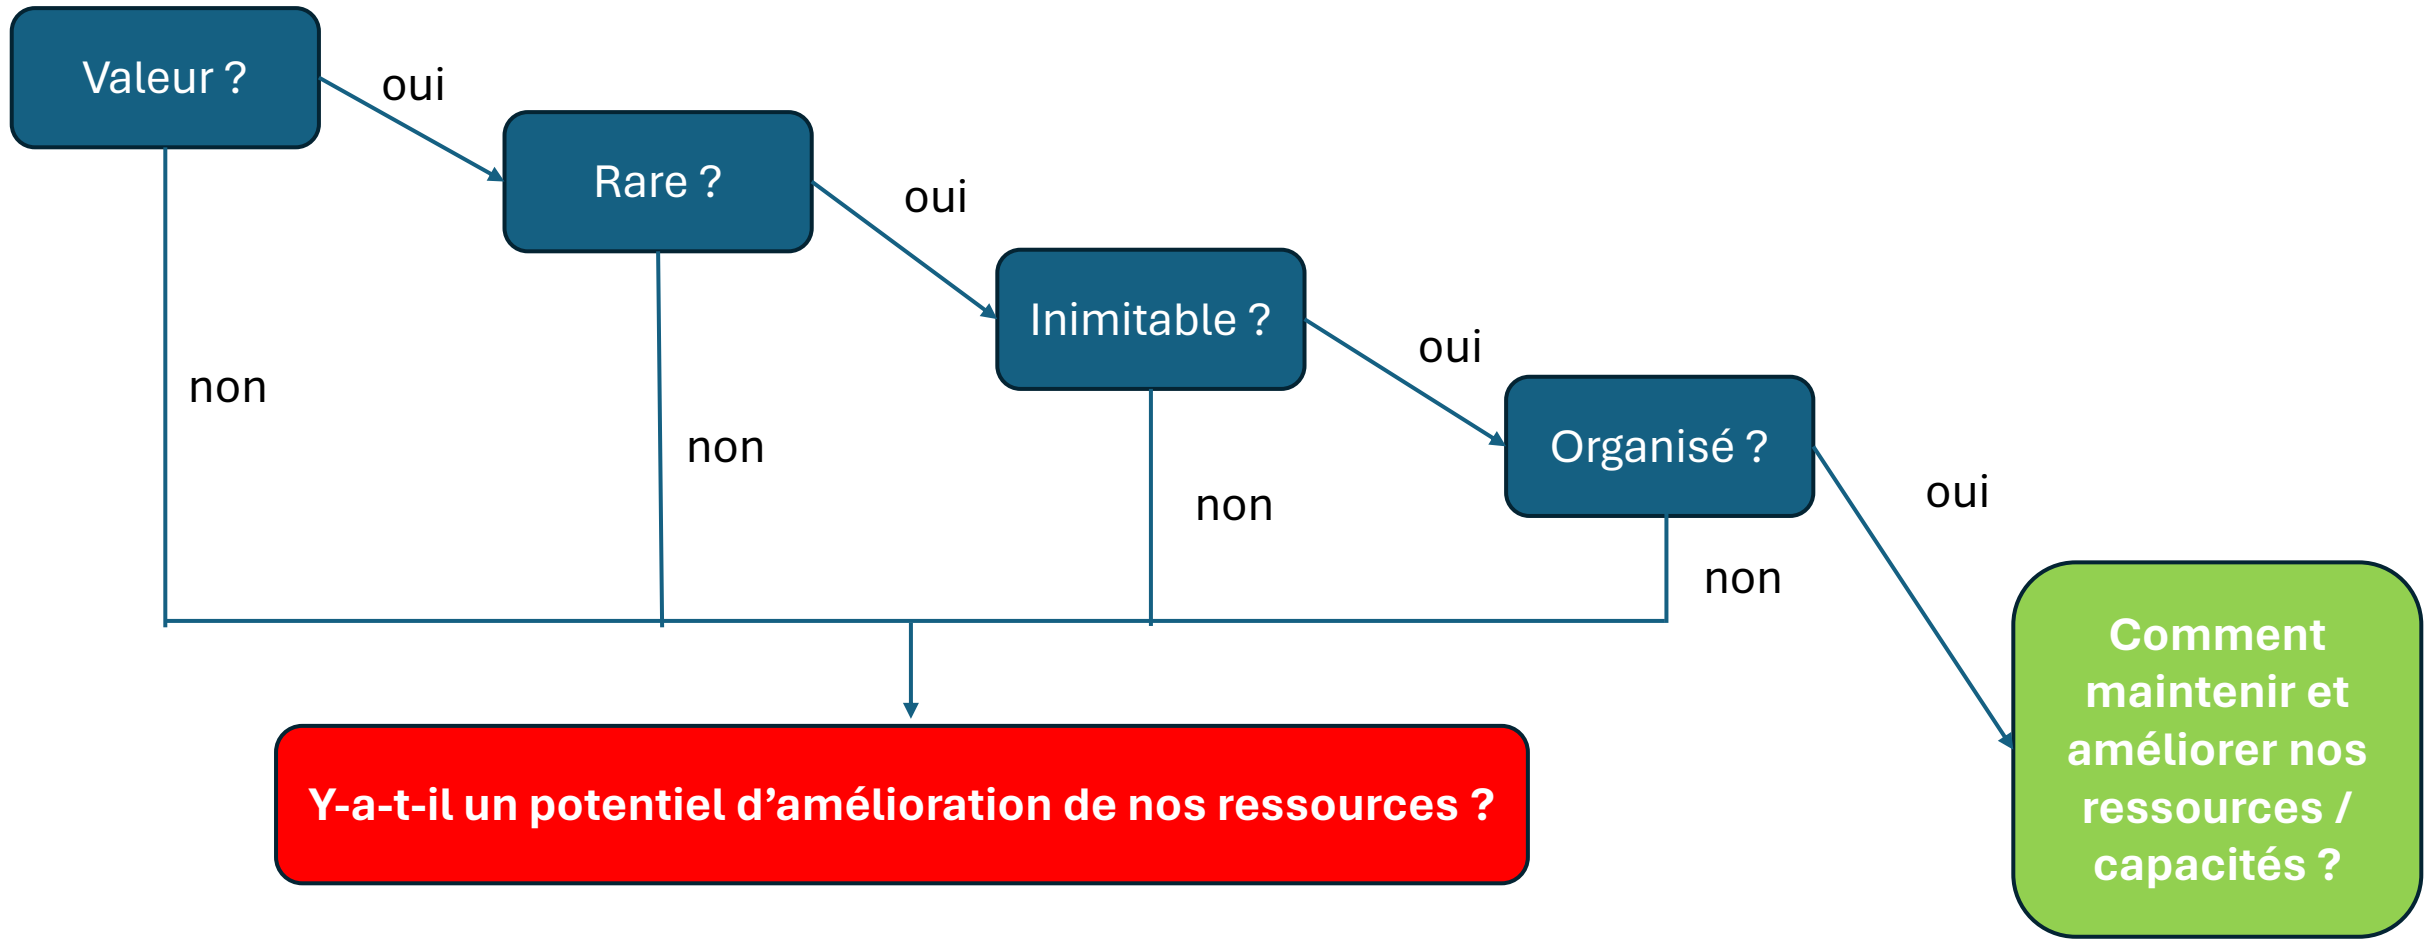 Valeur ?
oui
Rare ?
oui
Inimitable ?
oui
Organisé ?
oui
non
non
non
non
Y-a-t-il un potentiel d’amélioration de nos ressources ?
Comment
maintenir et
améliorer nos
ressources /
capacités ?